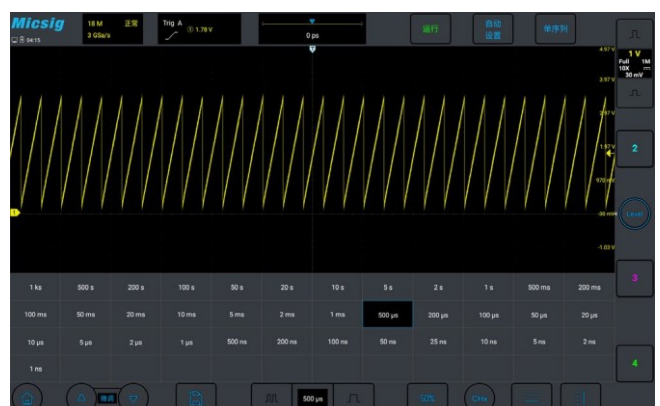 Micsig
18 M 正常 Trig A
3 GSa/s ① 1.78 V 0 ps
运行 自动设置 单序列
04:15
4.97 V
3.97 V
2.97 V
1.97 V
970 mV
-30 mV
-1.03 V
1
1 V
Full 1M
10X
30 mV
2
Level
3
4
1 ks 500 s 200 s 100 s 50 s 20 s 10 s 5 s 2 s 1 s 500 ms 200 ms
100 ms 50 ms 20 ms 10 ms 5 ms 2 ms 1 ms 500 μs 200 μs 100 μs 50 μs 20 μs
10 μs 5 μs 2 μs 1 μs 500 ns 200 ns 100 ns 50 ns 25 ns 10 ns 5 ns 2 ns
1 ns
500 μs 50% CHx